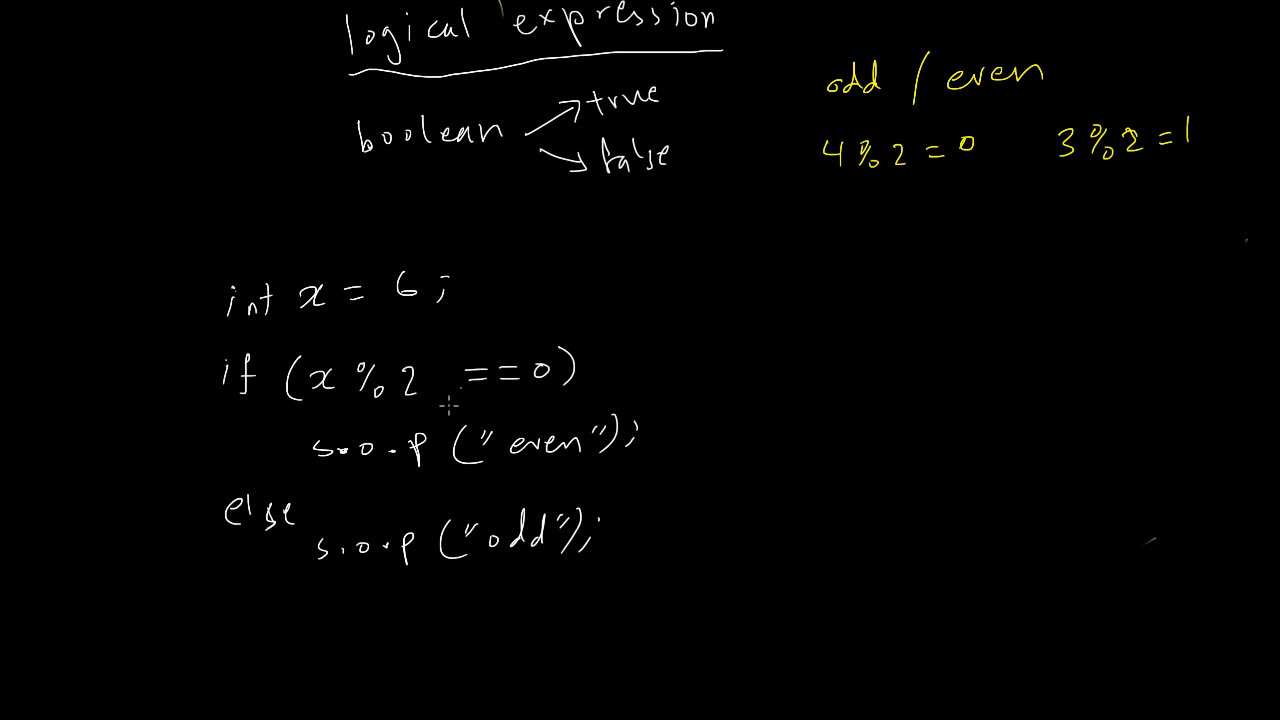 logical expression
boolean
true
false
odd / even
4 % 2 = 0
3 % 2 = 1
int x = 6;
if (x % 2 == 0)
s.o.p ("even");
else
s.o.p ("odd");